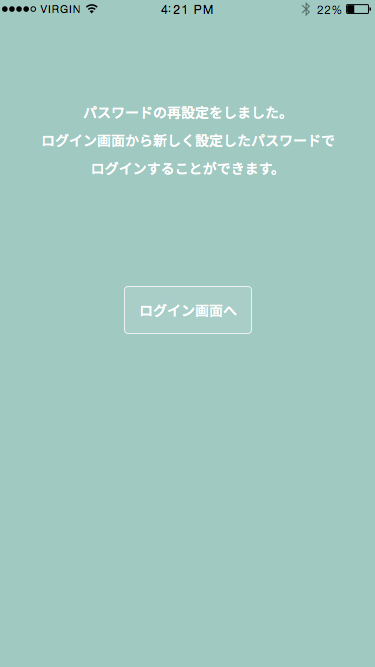 VIRGIN 4:21 PM 22%
パスワードの再設定をしました。
ログイン画面から新しく設定したパスワードで
ログインすることができます。
ログイン画面へ